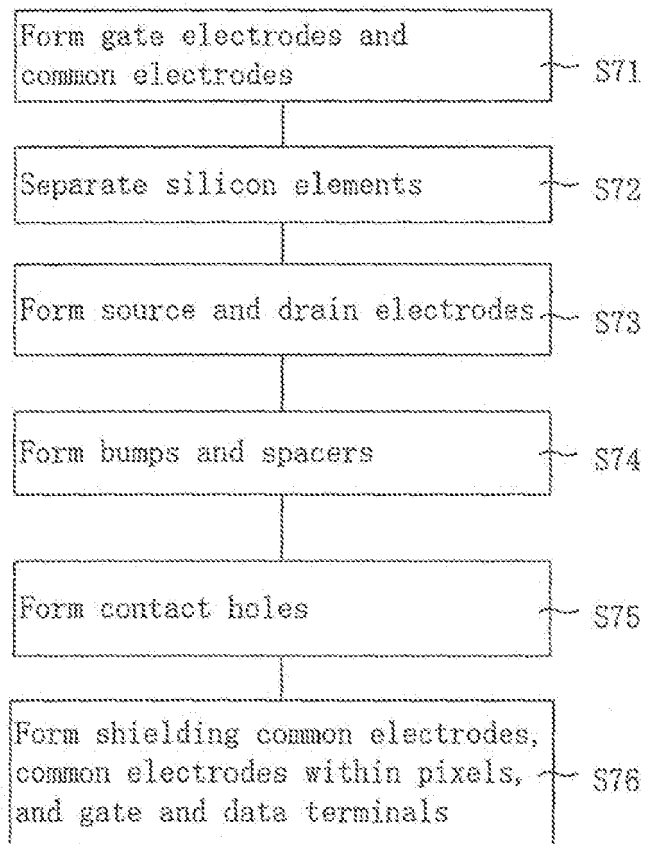 Form gate electrodes and
common electrodes
S71
Separate silicon elements
S72
Form source and drain electrodes
S73
Form bumps and spacers
S74
Form contact holes
S75
Form shielding common electrodes,
common electrodes within pixels,
and gate and data terminals
S76